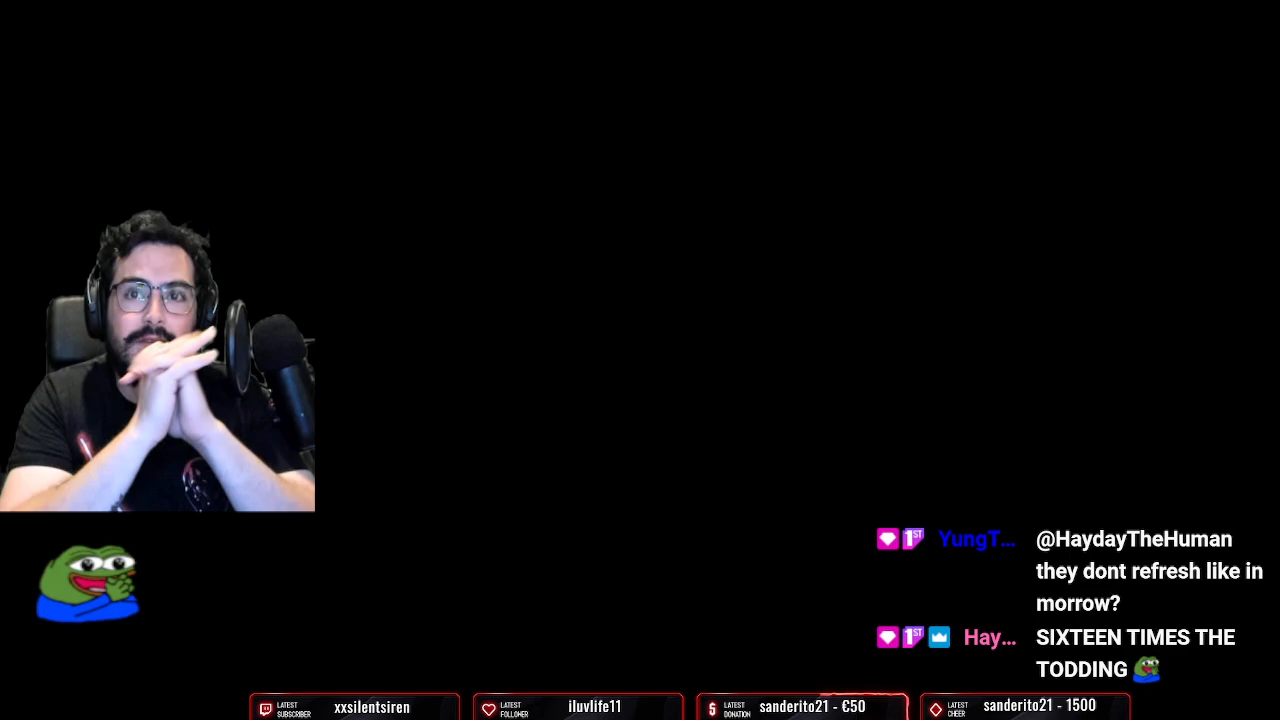 YungT... @HaydayTheHuman
they dont refresh like in
morrow?
Hay... SIXTEEN TIMES THE
TODDING
LATEST SUBSCRIBER xxsilentsiren
LATEST FOLLOWER iluvlife11
LATEST DONATION sanderito21 - €50
LATEST CHEER sanderito21 - 1500